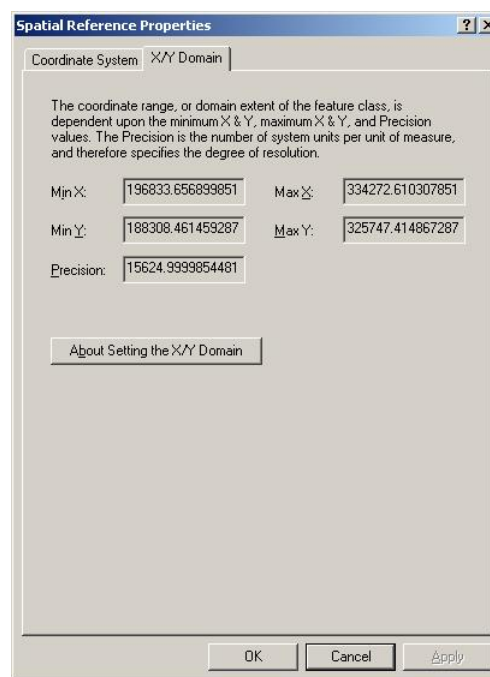 Spatial Reference Properties
Coordinate System X/Y Domain
The coordinate range, or domain extent of the feature class, is
dependent upon the minimum X & Y, maximum X & Y, and Precision
values. The Precision is the number of system units per unit of measure,
and therefore specifies the degree of resolution.
Min X: 196833.656899851 Max X: 334272.610307851
Min Y: 188308.461459287 Max Y: 325747.414867287
Precision: 15624.9999854481
About Setting the X/Y Domain
OK Cancel Apply